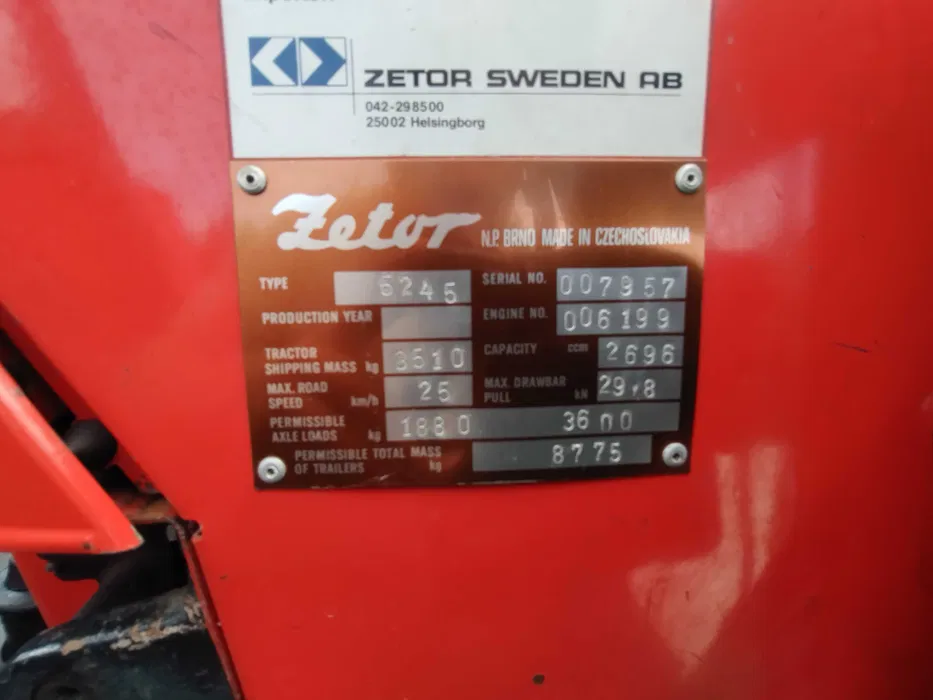 ZETOR SWEDEN AB
042-298500
25002 Helsingborg
Zetor N.P. BRNO MADE IN CZECHOSLOVAKIA
TYPE 6245 SERIAL NO. 007957
PRODUCTION YEAR ENGINE NO. 006199
TRACTOR SHIPPING MASS kg 3510 CAPACITY ccm 2696
MAX. ROAD SPEED km/h 25 MAX. DRAWBAR PULL kN 29,8
PERMISSIBLE AXLE LOADS kg 1880 3600
PERMISSIBLE TOTAL MASS OF TRAILERS kg 8775